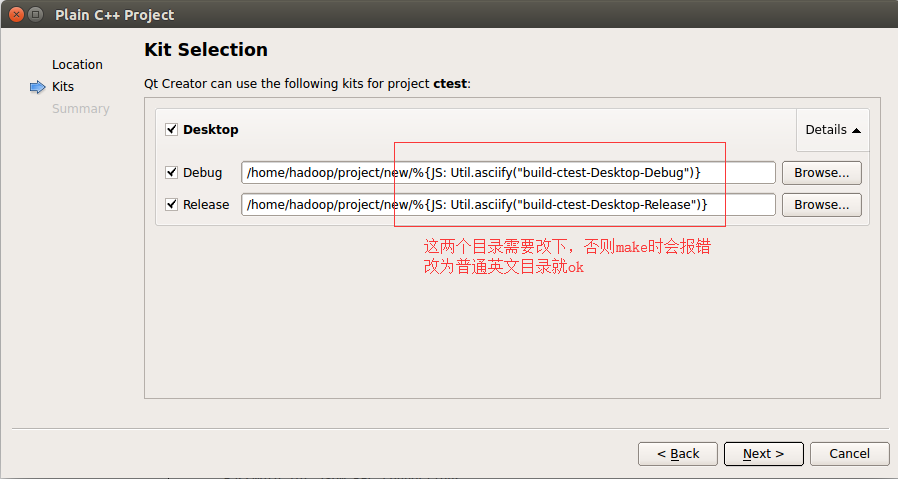 Plain C++ Project
Location
Kits
Summary
Kit Selection
Qt Creator can use the following kits for project ctest:
Desktop
Details
Debug
/home/hadoop/project/new/%{JS: Util.asciify("build-ctest-Desktop-Debug")}
Browse...
Release
/home/hadoop/project/new/%{JS: Util.asciify("build-ctest-Desktop-Release")}
Browse...
这两个目录需要改下，否则make时会报错
改为普通英文目录就ok
< Back
Next >
Cancel